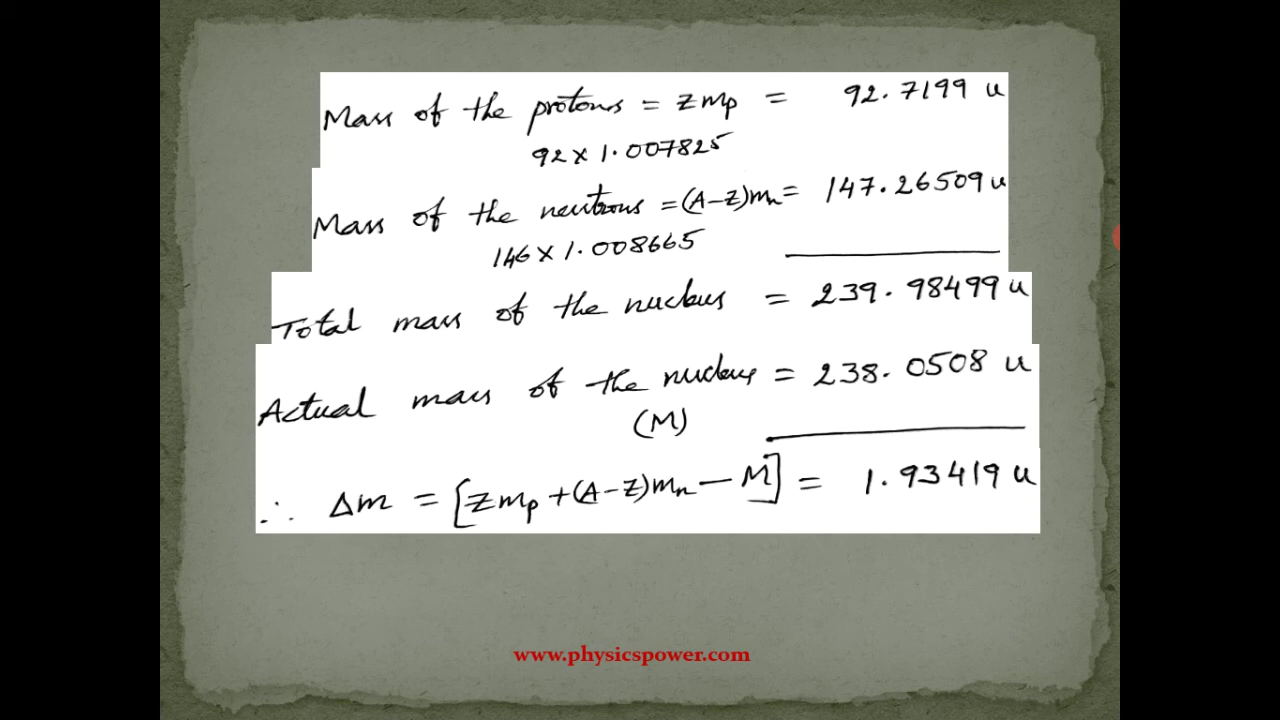 Mass of the protons = Zmp = 92.7199 u
92 × 1.007825
Mass of the neutrons = (A-Z)mn = 147.26509 u
146 × 1.008665
Total mass of the nucleus = 239.98499 u
Actual mass of the nucleus = 238.0508 u
(M)
∴ Δm = [Zmp + (A-Z)mn - M] = 1.93419 u
www.physicspower.com